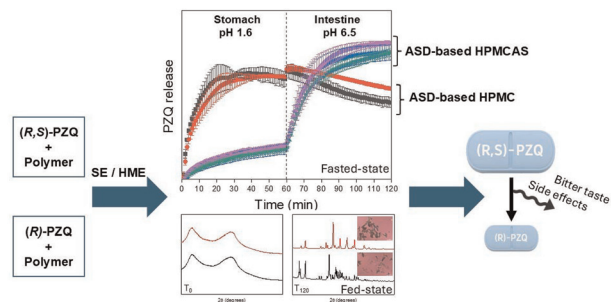 (R,S)-PZQ
+
Polymer
(R)-PZQ
+
Polymer
SE / HME
Stomach
pH 1.6
Intestine
pH 6.5
PZQ release
Fasted-state
0 10 20 30 40 50 60 70 80 90 100 110 120
Time (min)
ASD-based HPMCAS
ASD-based HPMC
T0
2θ (degrees)
T120
Fed-state
2θ (degrees)
(R,S)-PZQ
Bitter taste
Side effects
(R)-PZQ